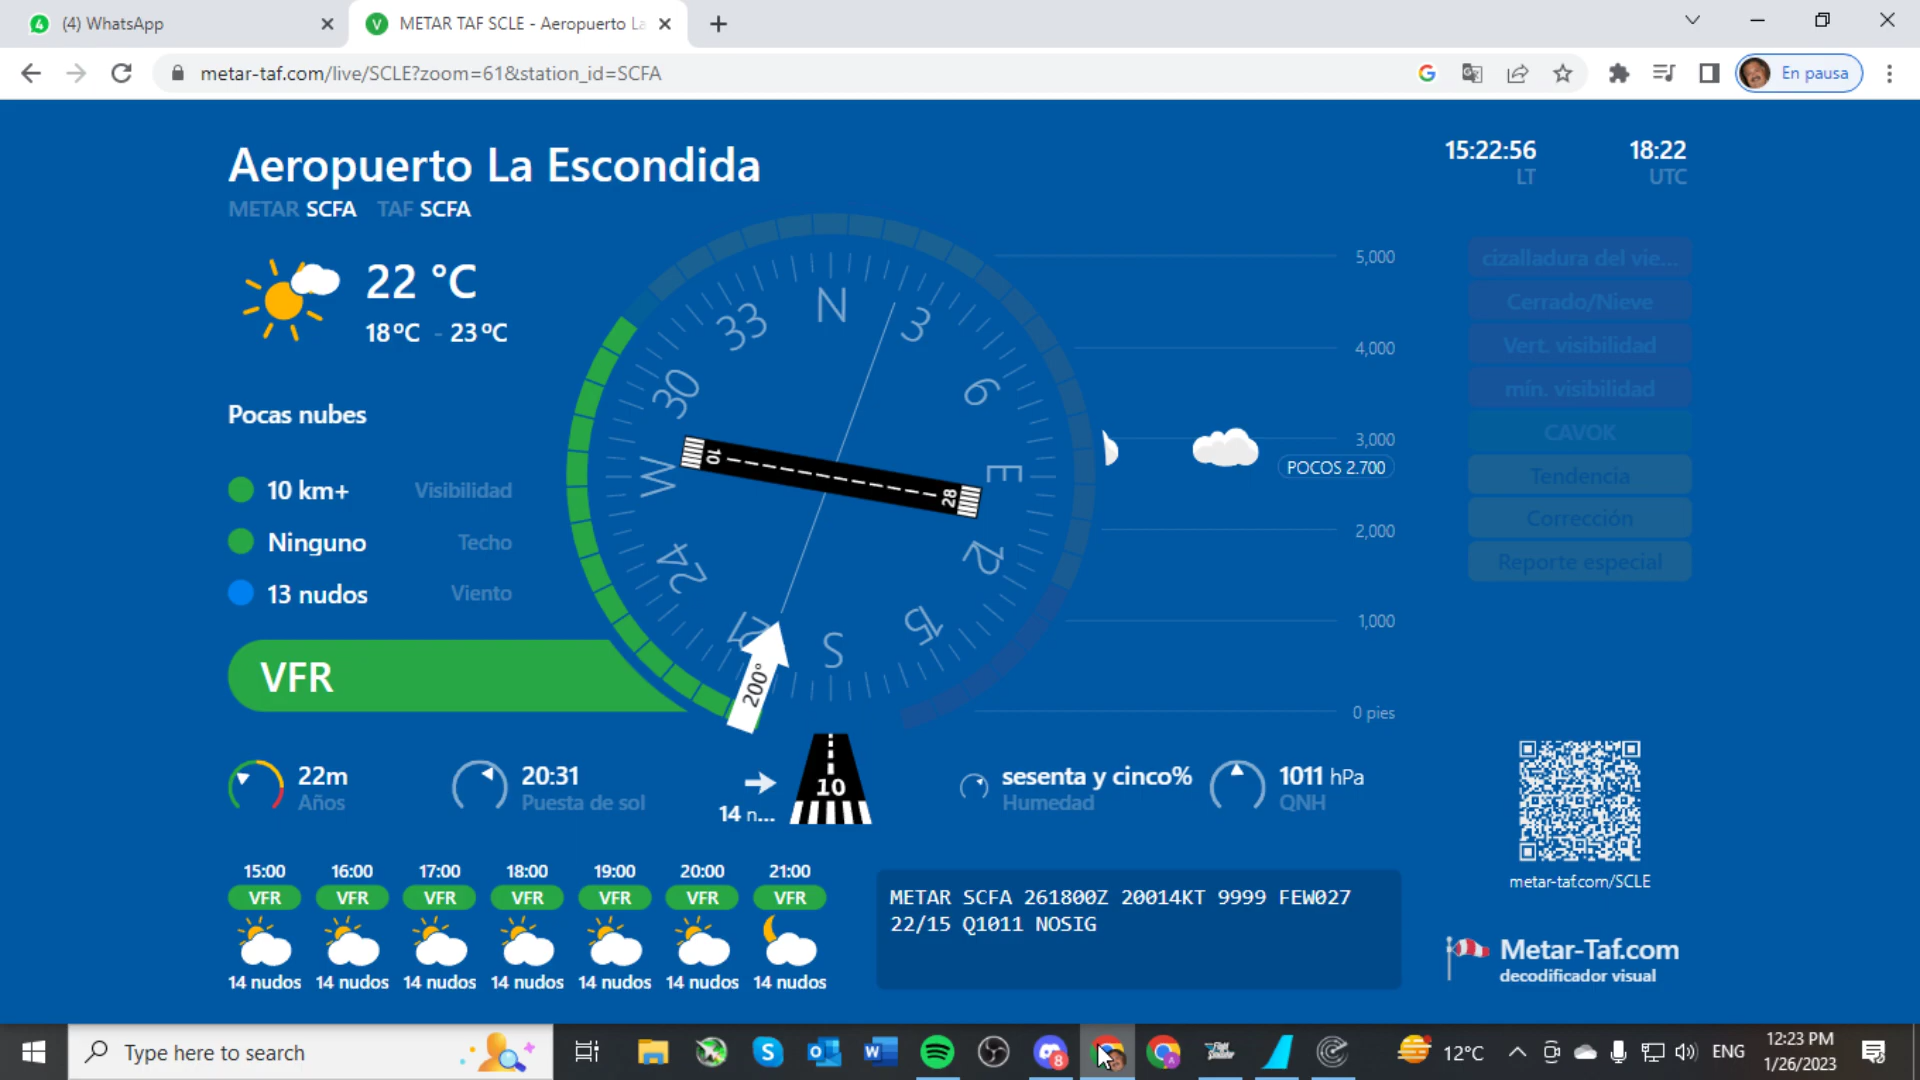 (4) WhatsApp
METAR TAF SCLE - Aeropuerto La
metar-taf.com/live/SCLE?zoom=61&station_id=SCFA
En pausa
Aeropuerto La Escondida
METAR SCFA TAF SCFA
15:22:56 18:22
LT UTC
22 °C
18°C - 23°C
Pocas nubes
10 km+ Visibilidad
Ninguno Techo
13 nudos Viento
VFR
N
3
6
E
12
15
S
21
24
W
30
33
10
28
200°
5,000
4,000
3,000
POCOS 2.700
2,000
1,000
0 pies
cizalladura del vie...
Cerrado/Nieve
Vert. visibilidad
mín. visibilidad
CAVOK
Tendencia
Corrección
Reporte especial
22m
Años
20:31
Puesta de sol
14 n...
10
sesenta y cinco%
Humedad
1011 hPa
QNH
metar-taf.com/SCLE
15:00 16:00 17:00 18:00 19:00 20:00 21:00
VFR VFR VFR VFR VFR VFR VFR
14 nudos 14 nudos 14 nudos 14 nudos 14 nudos 14 nudos 14 nudos
METAR SCFA 261800Z 20014KT 9999 FEW027
22/15 Q1011 NOSIG
Metar-Taf.com
decodificador visual
Type here to search
8
12°C
ENG
12:23 PM
1/26/2023